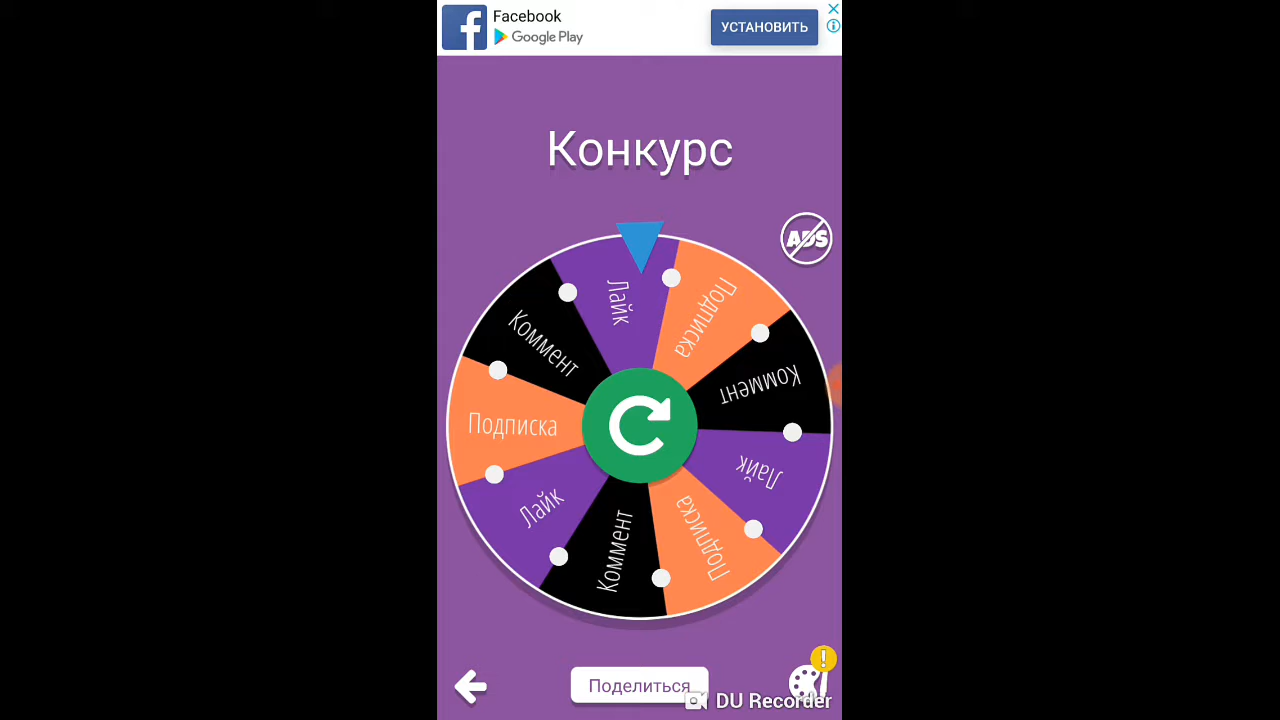 Facebook
Google Play
УСТАНОВИТЬ
Конкурс
ADS
Лайк
Подписка
Коммент
Лайк
Подписка
Коммент
Лайк
Подписка
Коммент
Поделиться
DU Recorder